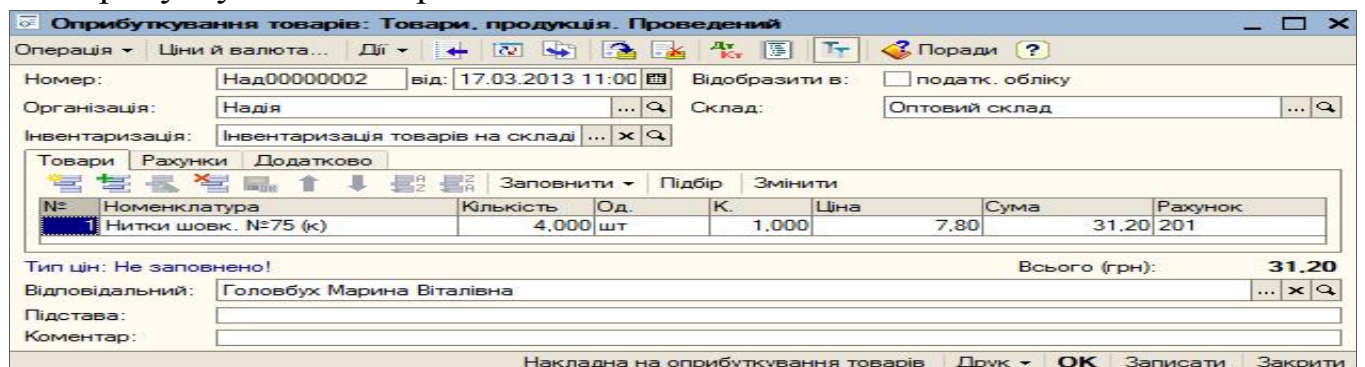 Оприбуткування товарів: Товари, продукція. Проведений
Операція Ціни й валюта... Дії Дт Кт Тт Поради ?
Номер: Над00000002 від: 17.03.2013 11:00 Відобразити в: податк. обліку
Організація: Надія ... Склад: Оптовий склад ...
Інвентаризація: Інвентаризація товарів на складі ...
Товари Рахунки Додатково
Заповнити Підбір Змінити
№ Номенклатура Кількість Од. К. Ціна Сума Рахунок
1 Нитки шовк. №75 (к) 4,000 шт 1,000 7,80 31,20 201
Тип цін: Не заповнено! Всього (грн): 31,20
Відповідальний: Головбух Марина Віталівна ...
Підстава:
Коментар:
Накладна на оприбуткування товарів Друк OK Записати Закрити